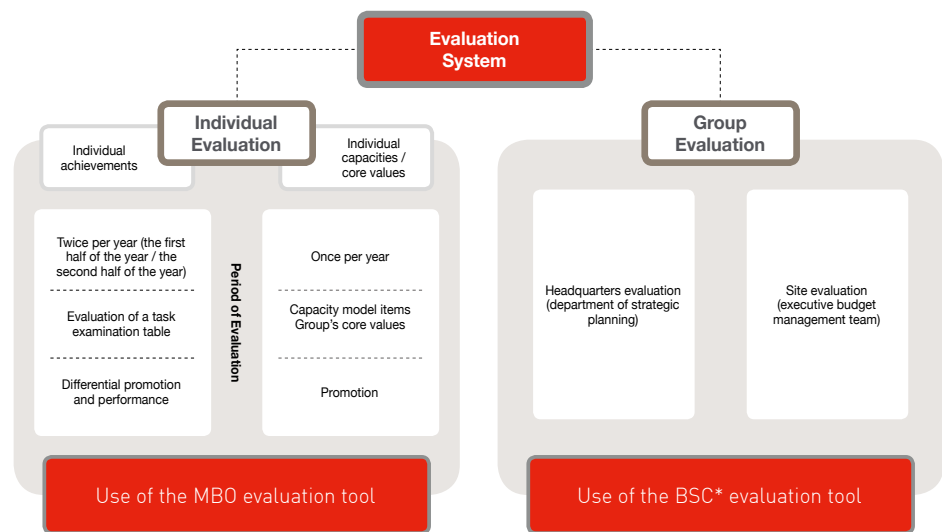 Evaluation
System
Individual
Evaluation
Group
Evaluation
Individual
achievements
Individual
capacities /
core values
Twice per year (the first
half of the year / the
second half of the year)
Evaluation of a task
examination table
Differential promotion
and performance
Period of Evaluation
Once per year
Capacity model items
Group's core values
Promotion
Headquarters evaluation
(department of strategic
planning)
Site evaluation
(executive budget
management team)
Use of the MBO evaluation tool
Use of the BSC* evaluation tool